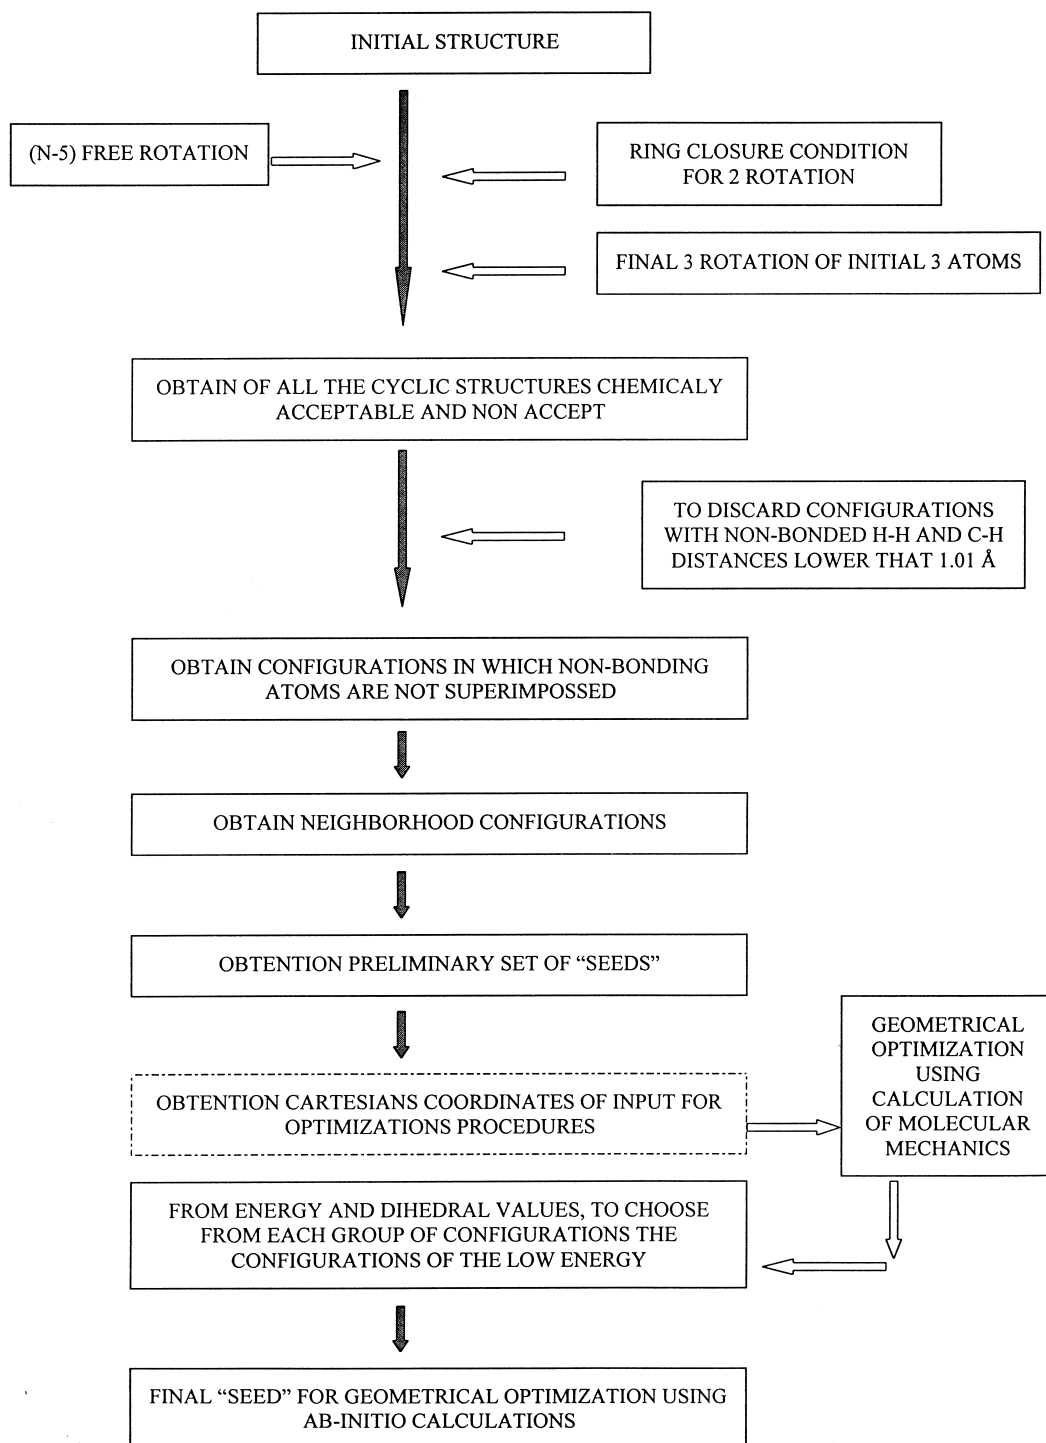 INITIAL STRUCTURE
(N-5) FREE ROTATION
RING CLOSURE CONDITION
FOR 2 ROTATION
FINAL 3 ROTATION OF INITIAL 3 ATOMS
OBTAIN OF ALL THE CYCLIC STRUCTURES CHEMICALY
ACCEPTABLE AND NON ACCEPT
TO DISCARD CONFIGURATIONS
WITH NON-BONDED H-H AND C-H
DISTANCES LOWER THAT 1.01 Å
OBTAIN CONFIGURATIONS IN WHICH NON-BONDING
ATOMS ARE NOT SUPERIMPOSSED
OBTAIN NEIGHBORHOOD CONFIGURATIONS
OBTENTION PRELIMINARY SET OF “SEEDS”
GEOMETRICAL
OPTIMIZATION
USING
CALCULATION
OF MOLECULAR
MECHANICS
OBTENTION CARTESIANS COORDINATES OF INPUT FOR
OPTIMIZATIONS PROCEDURES
FROM ENERGY AND DIHEDRAL VALUES, TO CHOOSE
FROM EACH GROUP OF CONFIGURATIONS THE
CONFIGURATIONS OF THE LOW ENERGY
FINAL “SEED” FOR GEOMETRICAL OPTIMIZATION USING
AB-INITIO CALCULATIONS